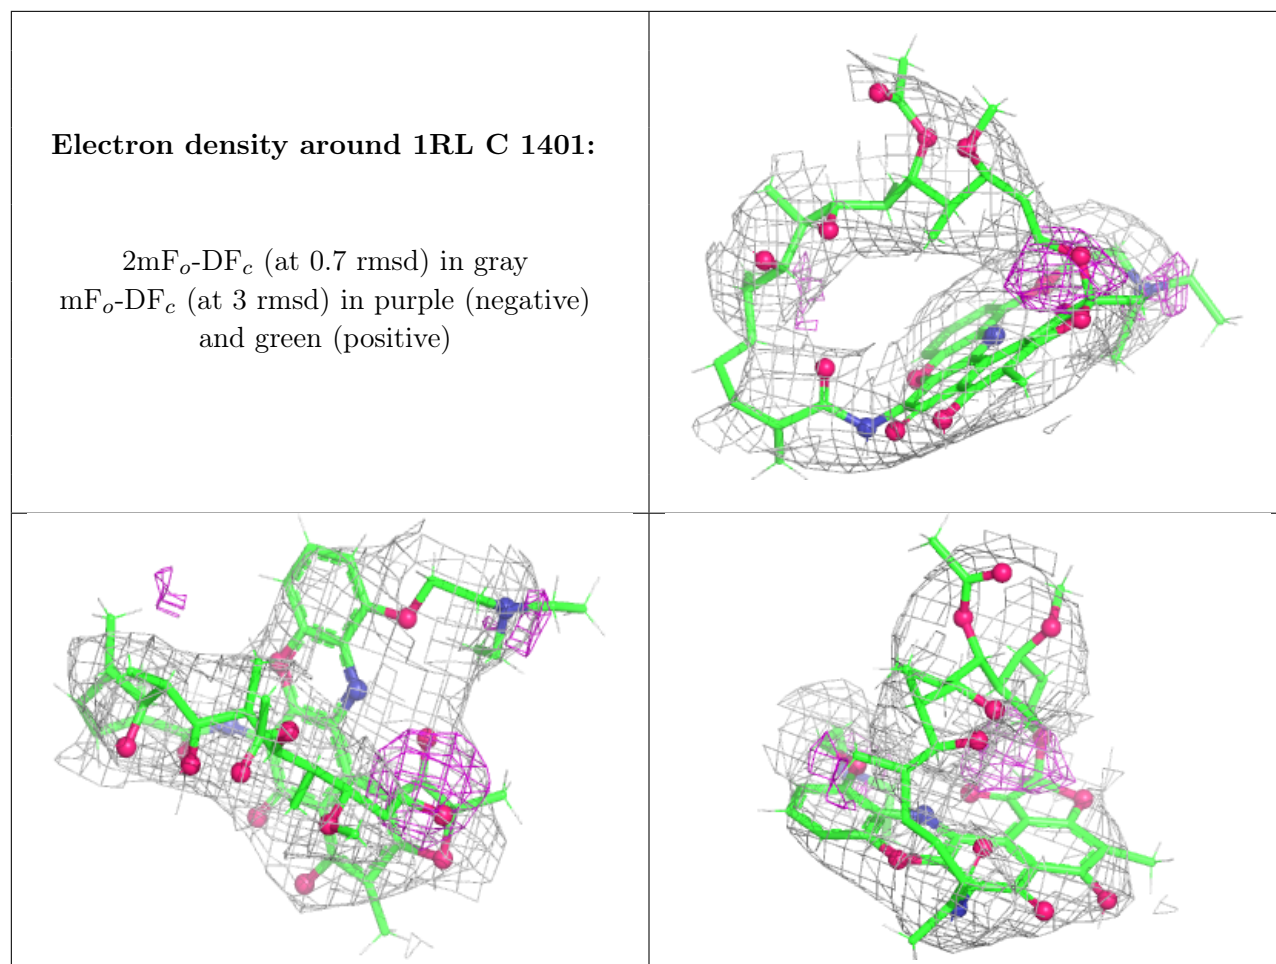 Electron density around 1RL C 1401:
2mFo-DFc (at 0.7 rmsd) in gray
mFo-DFc (at 3 rmsd) in purple (negative)
and green (positive)